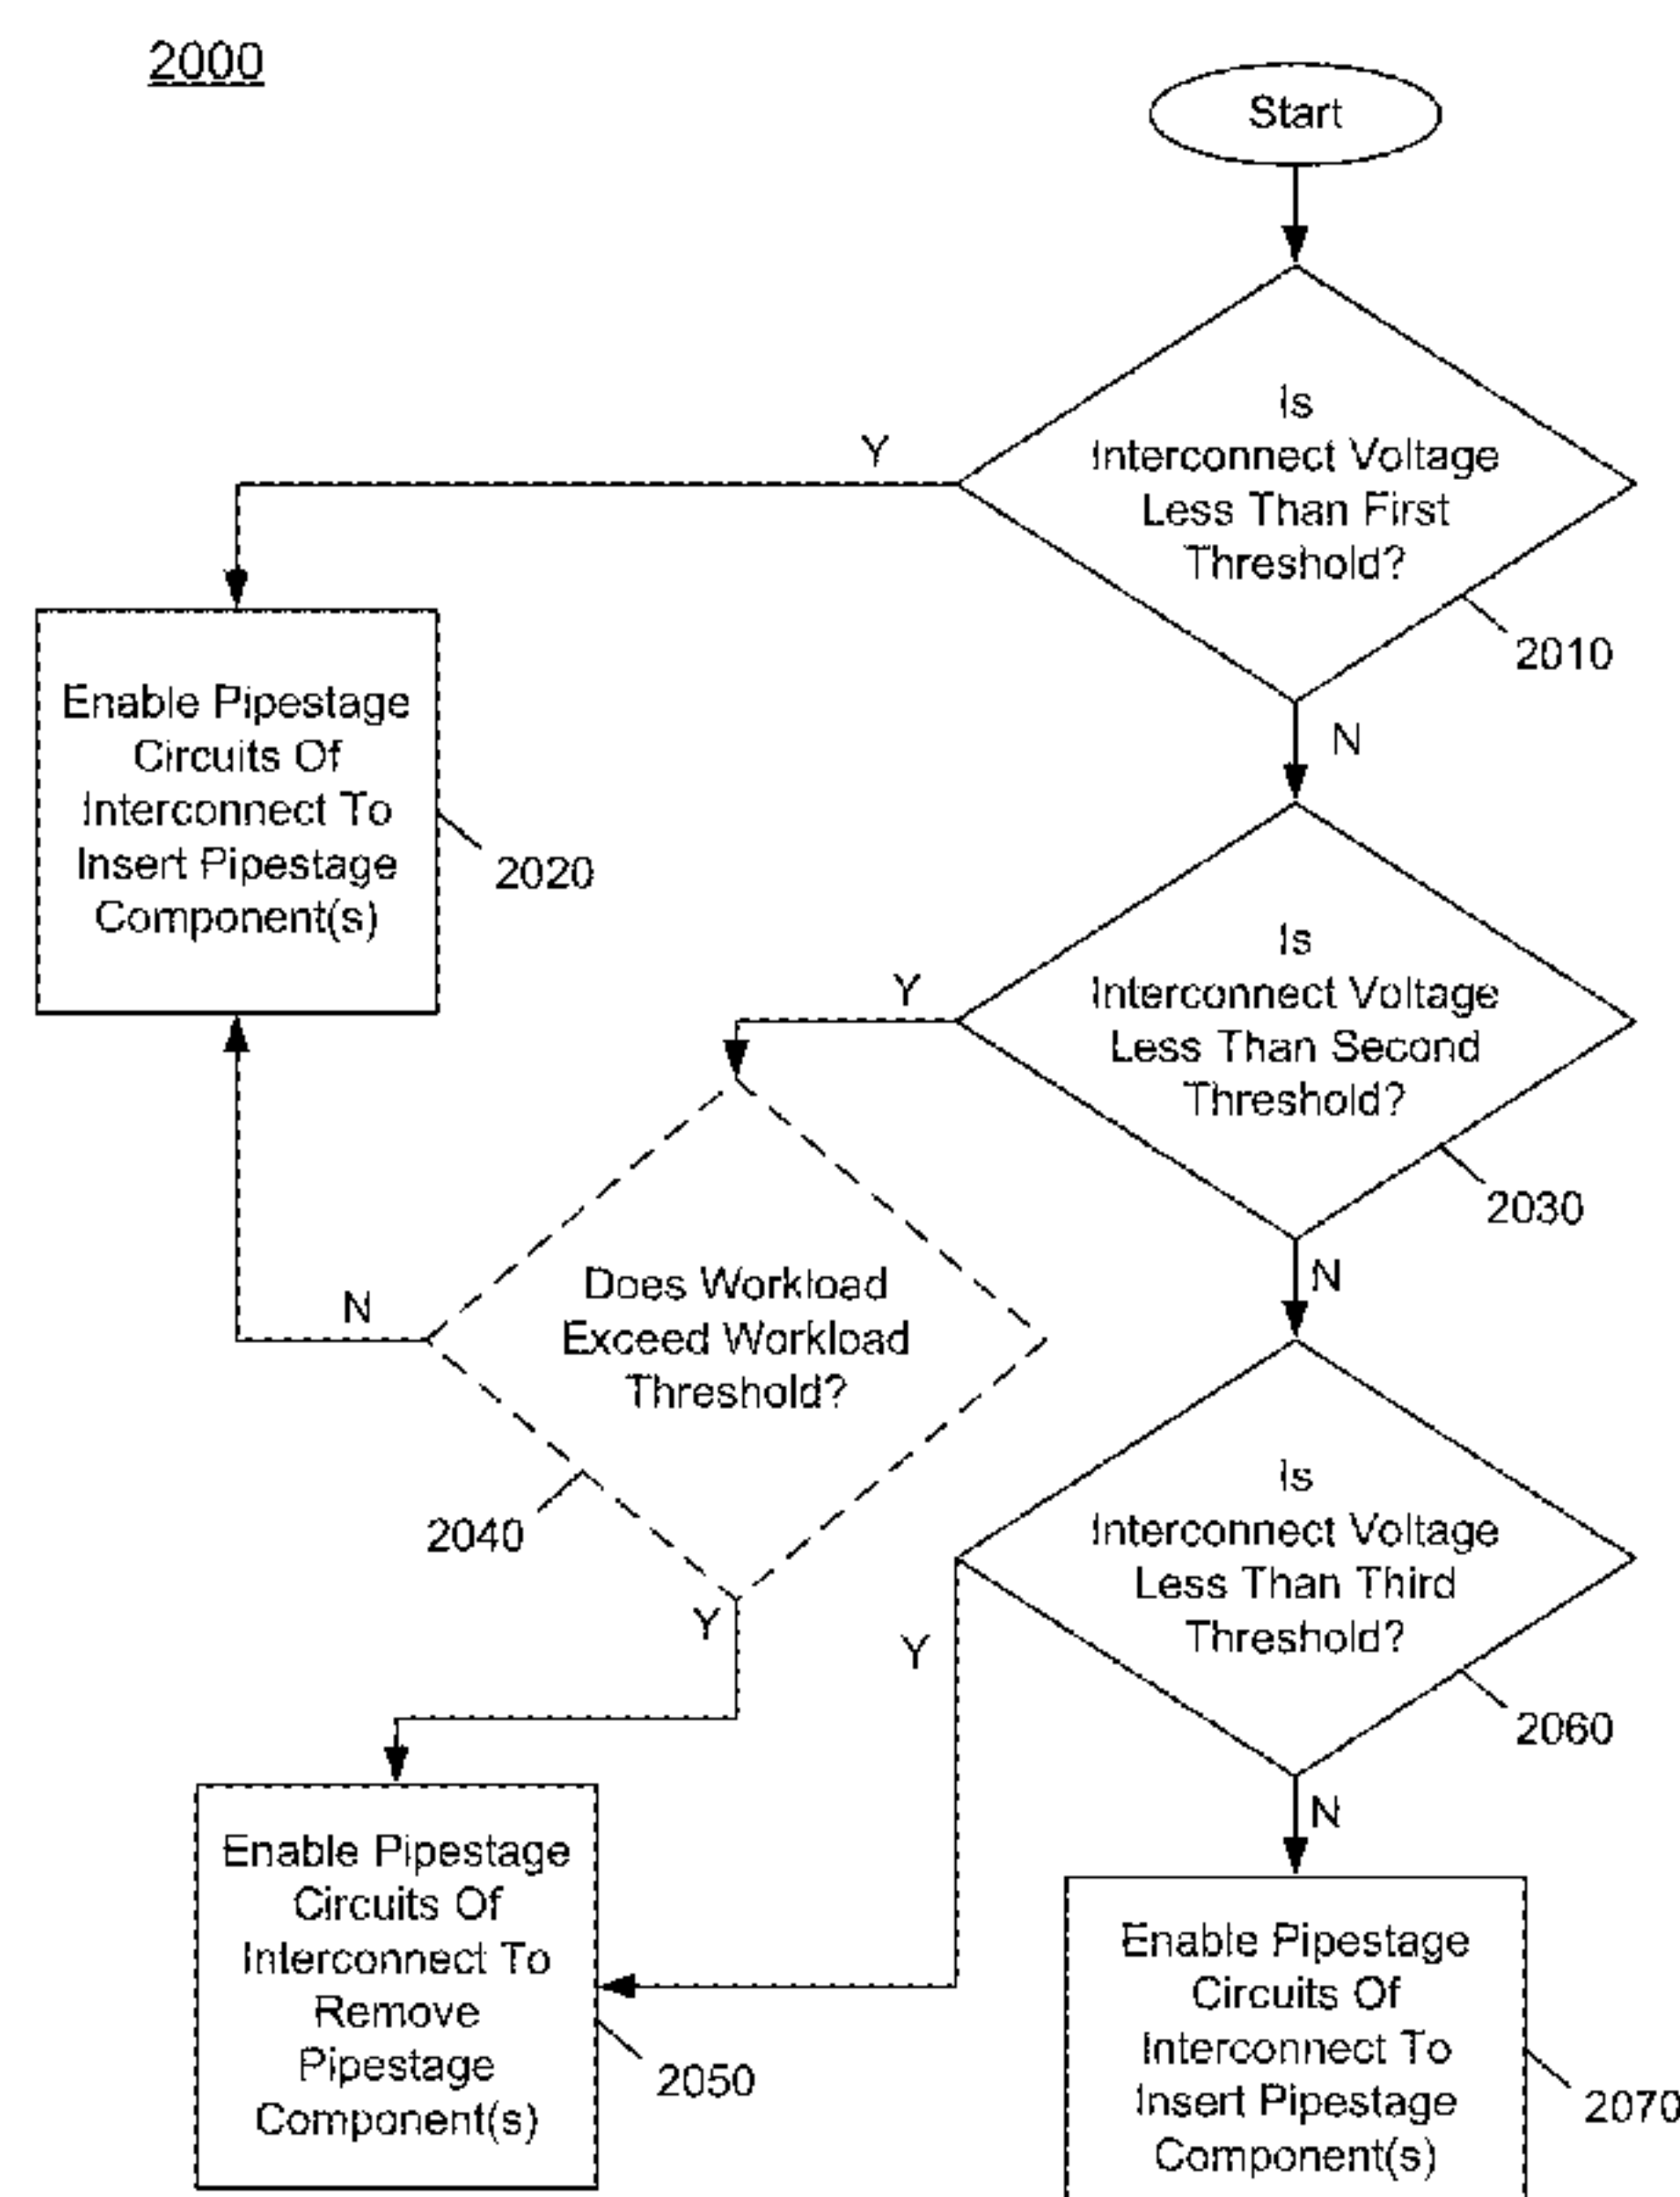 2000
Start
Is
Interconnect Voltage
Less Than First
Threshold?
Y
2010
N
Enable Pipestage
Circuits Of
Interconnect To
Insert Pipestage
Component(s)
2020
Is
Interconnect Voltage
Less Than Second
Threshold?
Y
2030
N
Does Workload
Exceed Workload
Threshold?
N
2040
Y
Is
Interconnect Voltage
Less Than Third
Threshold?
Y
2060
N
Enable Pipestage
Circuits Of
Interconnect To
Remove
Pipestage
Component(s)
2050
Enable Pipestage
Circuits Of
Interconnect To
Insert Pipestage
Component(s)
2070